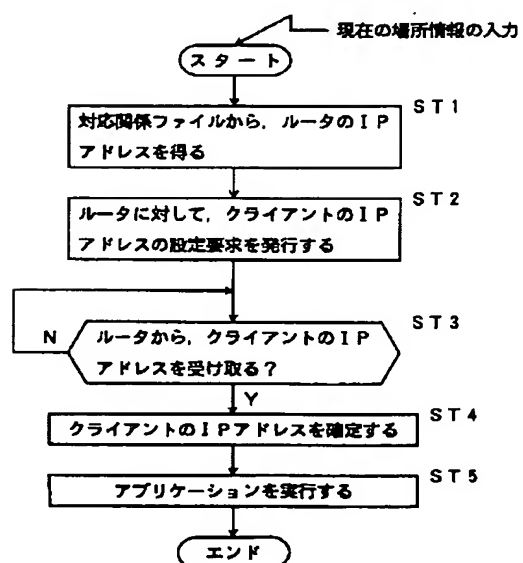 現在の場所情報の入力
スタート
ST1
対応関係ファイルから，ルータのIP
アドレスを得る
ST2
ルータに対して，クライアントのIP
アドレスの設定要求を発行する
ST3
N
ルータから，クライアントのIP
アドレスを受け取る？
Y
ST4
クライアントのIPアドレスを確定する
ST5
アプリケーションを実行する
エンド